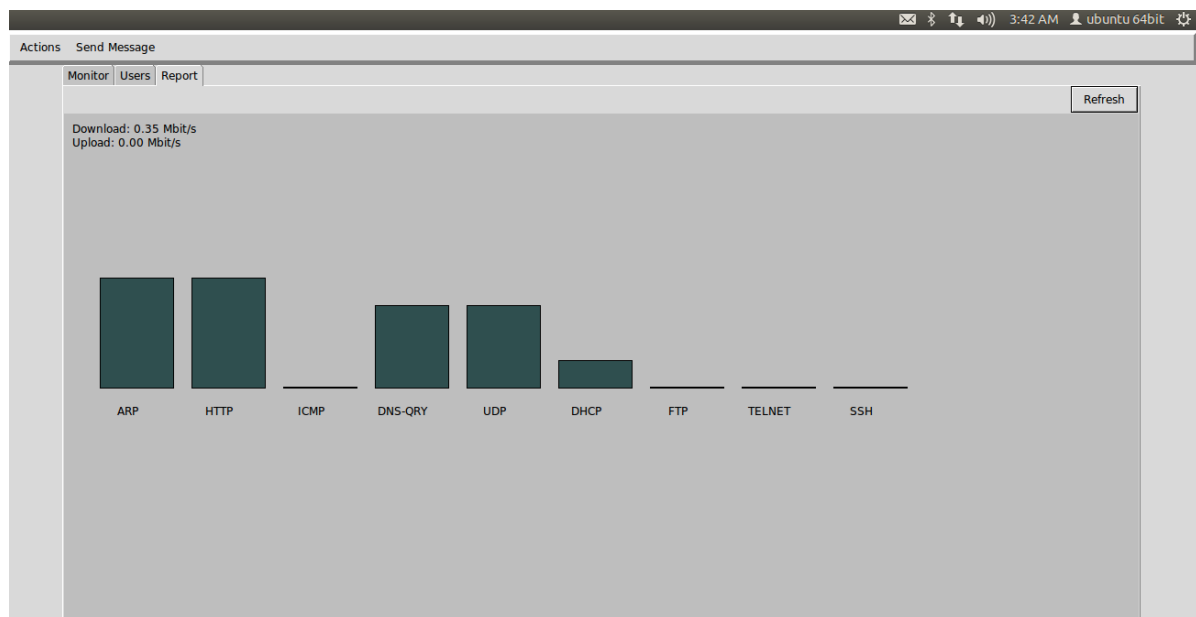 3:42 AM ubuntu 64bit
Actions Send Message
Monitor Users Report
Refresh
Download: 0.35 Mbit/s
Upload: 0.00 Mbit/s
ARP HTTP ICMP DNS-QRY UDP DHCP FTP TELNET SSH